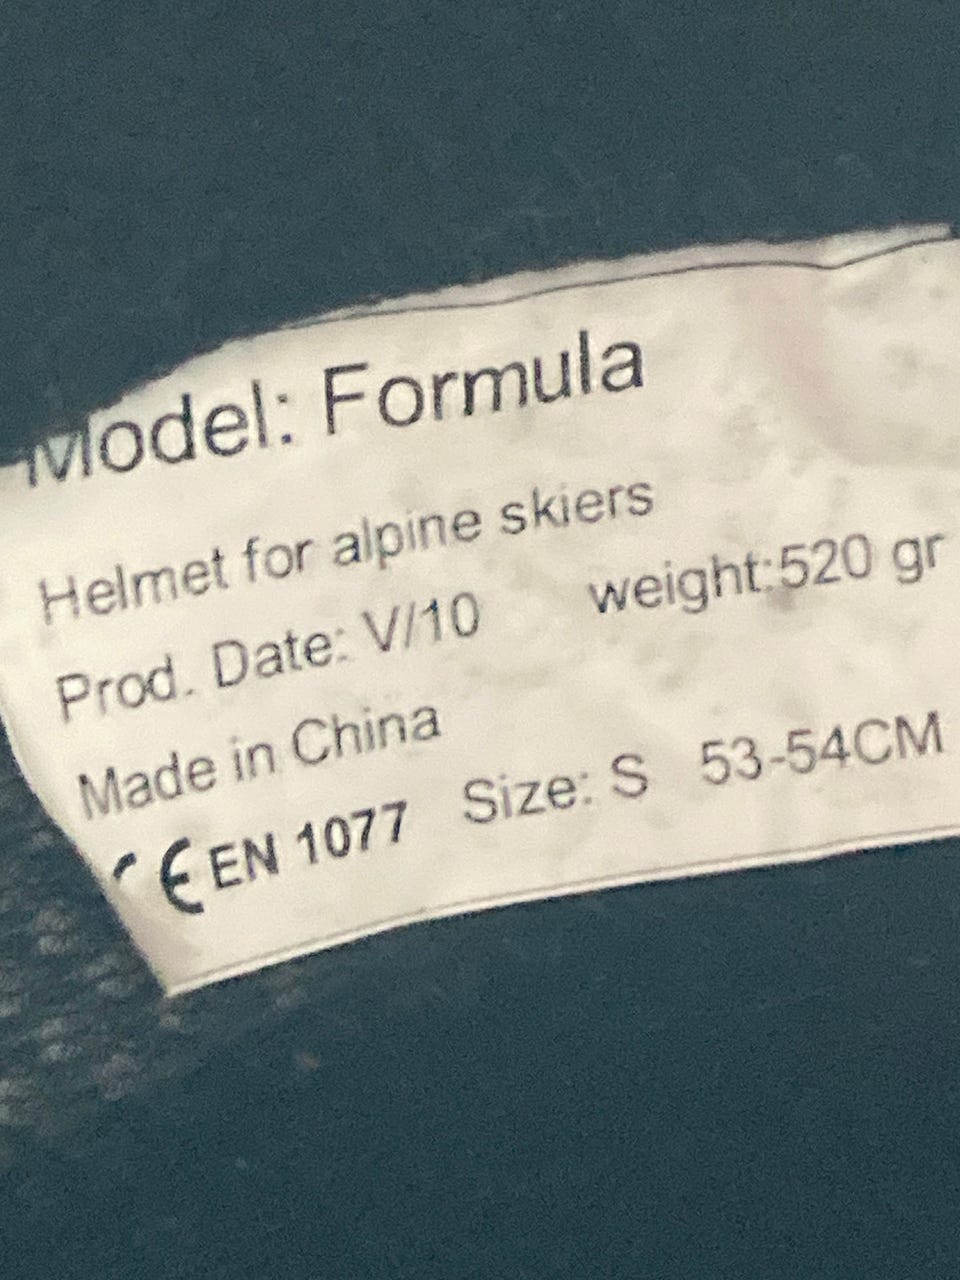 Model: Formula
Helmet for alpine skiers
Prod. Date: V/10 weight:520 gr
Made in China
CE EN 1077 Size: S 53-54CM